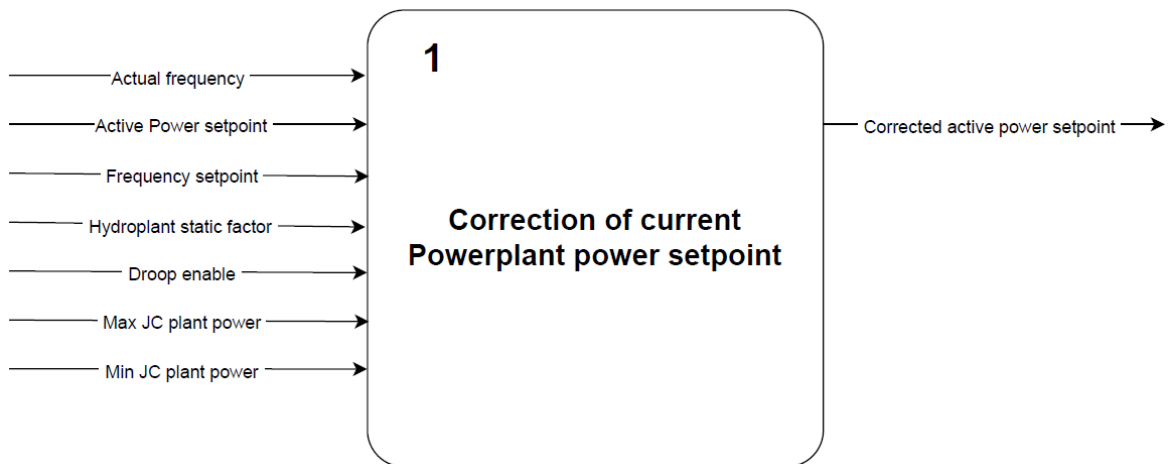 1
Actual frequency
Active Power setpoint
Frequency setpoint
Hydroplant static factor
Droop enable
Max JC plant power
Min JC plant power
Correction of current
Powerplant power setpoint
Corrected active power setpoint